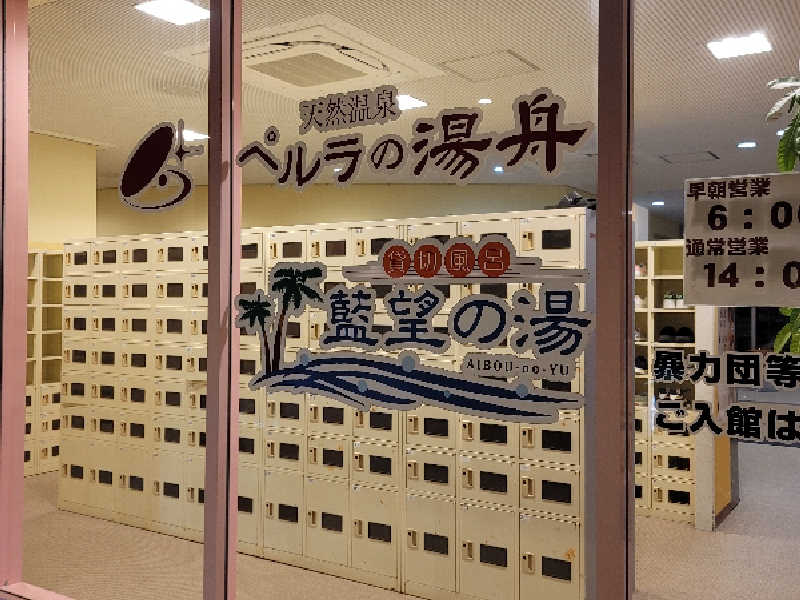 天然温泉
ペルラの湯舟
貸切風呂
藍望の湯
AIBOU-no-YU
早朝営業
6:0
通常営業
14:0
暴力団等
ご入館は